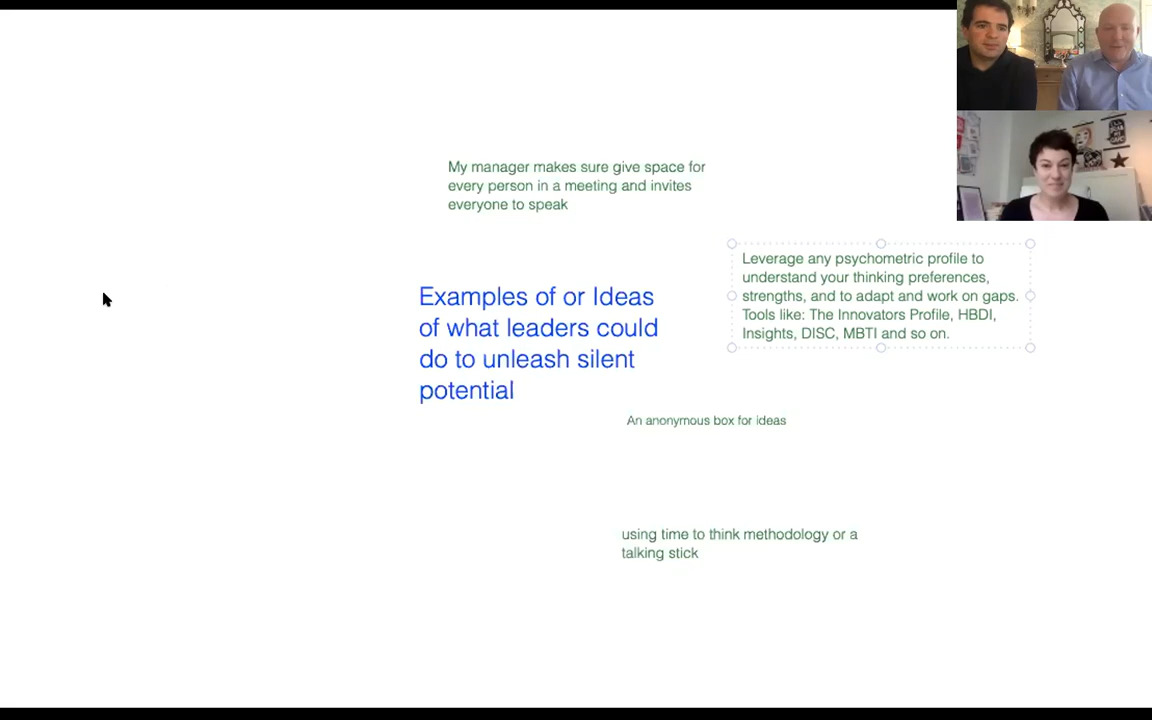 My manager makes sure give space for
every person in a meeting and invites
everyone to speak
Leverage any psychometric profile to
understand your thinking preferences,
strengths, and to adapt and work on gaps.
Tools like: The Innovators Profile, HBDI,
Insights, DISC, MBTI and so on.
Examples of or Ideas
of what leaders could
do to unleash silent
potential
An anonymous box for ideas
using time to think methodology or a
talking stick